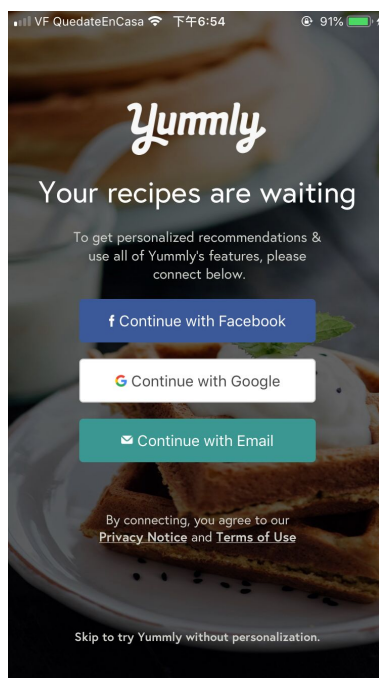 VF QuedateEnCasa 下午6:54 91%
Yummly
Your recipes are waiting
To get personalized recommendations &
use all of Yummly's features, please
connect below.
f Continue with Facebook
G Continue with Google
Continue with Email
By connecting, you agree to our
Privacy Notice and Terms of Use
Skip to try Yummly without personalization.